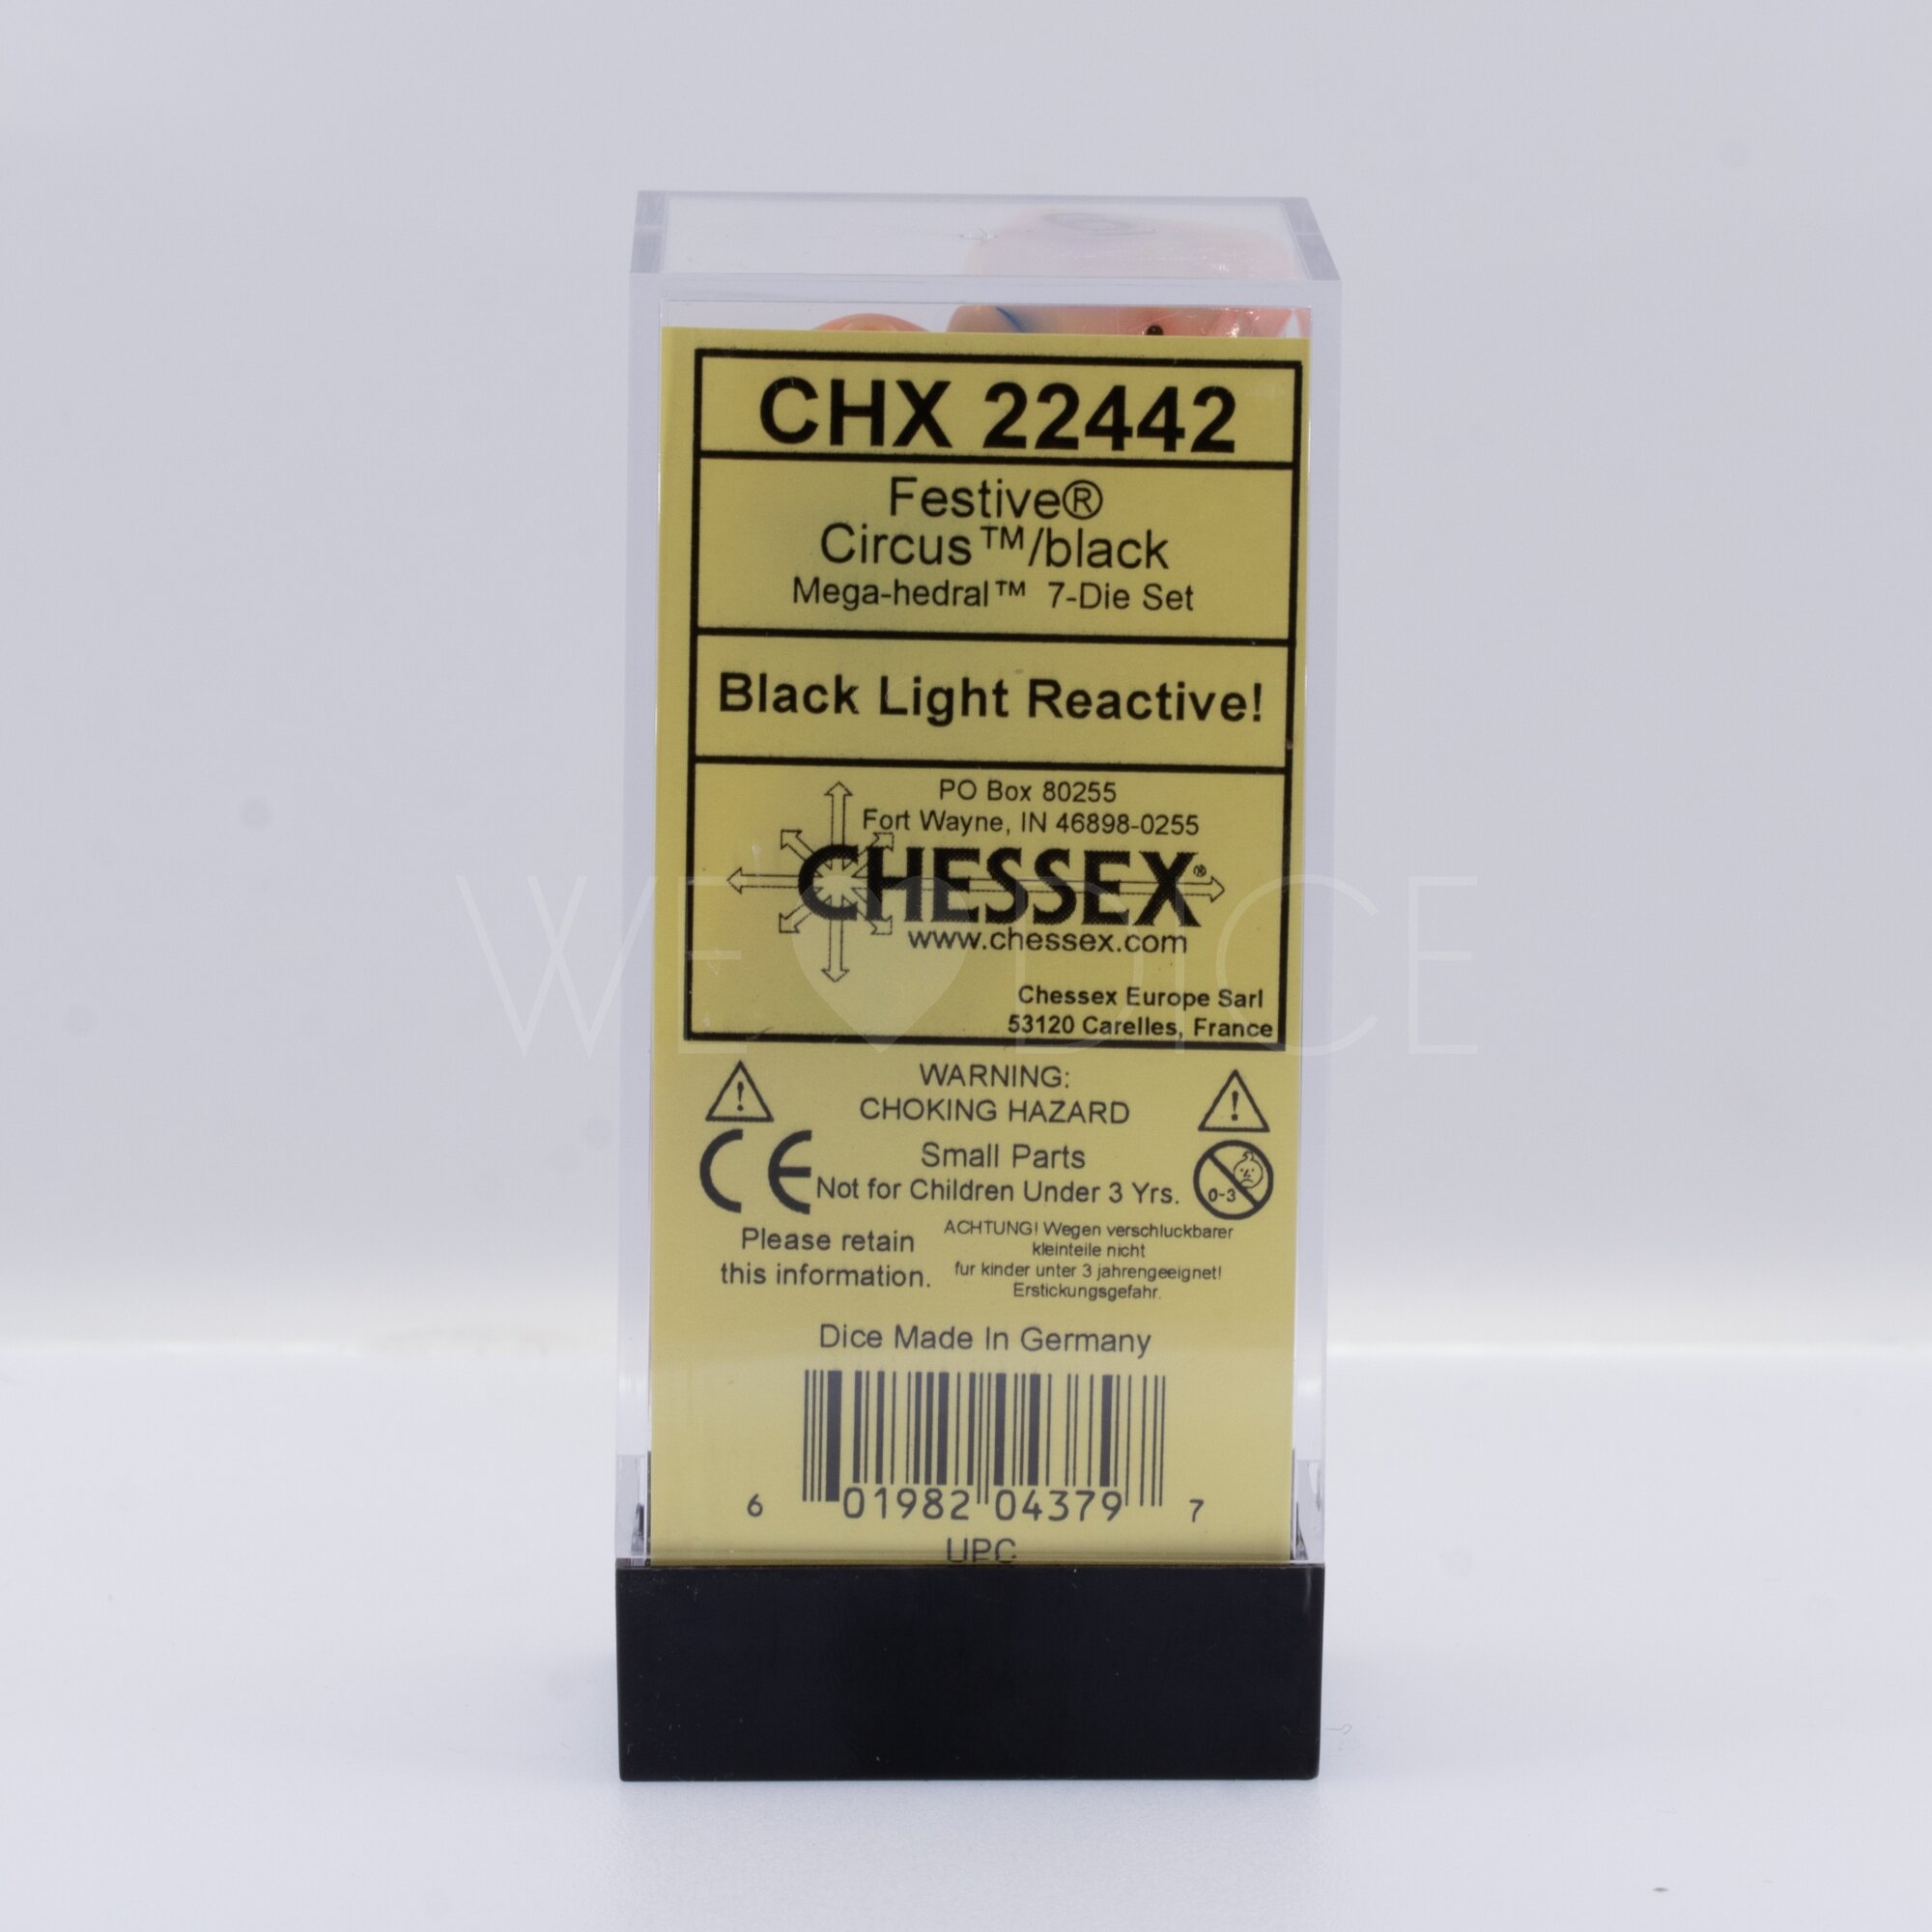 CHX 22442
Festive®
Circus™/black
Mega-hedral™ 7-Die Set
Black Light Reactive!
PO Box 80255
Fort Wayne, IN 46898-0255
CHESSEX®
www.chessex.com
WE DICE
Chessex Europe Sarl
53120 Carelles, France
WARNING:
CHOKING HAZARD
CE
Small Parts
Not for Children Under 3 Yrs.
0-3
Please retain
this information.
ACHTUNG! Wegen verschluckbarer
kleinteile nicht
fur kinder unter 3 jahrengeeignet!
Erstickungsgefahr.
Dice Made In Germany
6 01982 04379 7
UPC